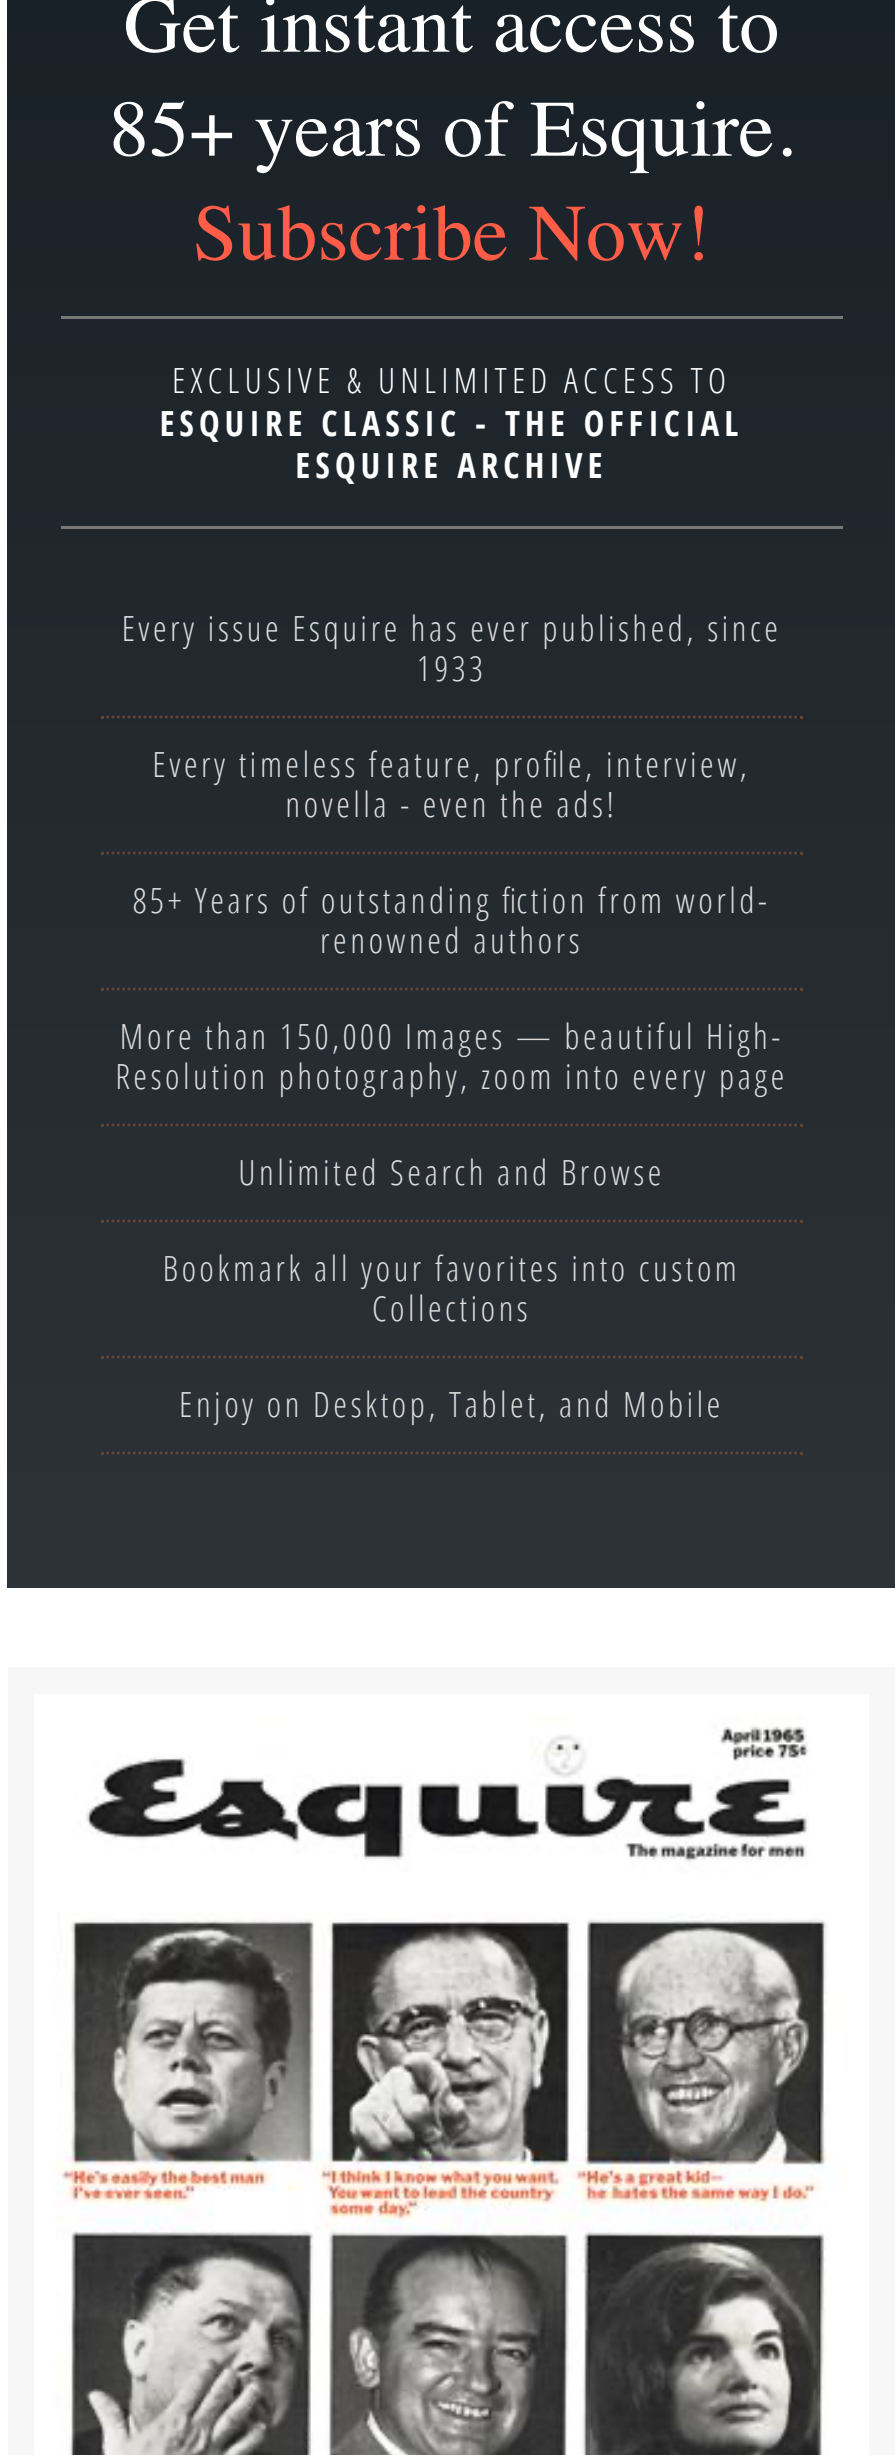 Get instant access to
85+ years of Esquire.
Subscribe Now!
EXCLUSIVE & UNLIMITED ACCESS TO
ESQUIRE CLASSIC - THE OFFICIAL
ESQUIRE ARCHIVE
Every issue Esquire has ever published, since
1933
Every timeless feature, profile, interview,
novella - even the ads!
85+ Years of outstanding fiction from world-
renowned authors
More than 150,000 Images — beautiful High-
Resolution photography, zoom into every page
Unlimited Search and Browse
Bookmark all your favorites into custom
Collections
Enjoy on Desktop, Tablet, and Mobile
April 1965
price 75¢
Esquire
The magazine for men
"He's easily the best man
I've ever seen."
"I think I know what you want.
You want to lead the country
some day."
"He's a great kid—
he hates the same way I do."